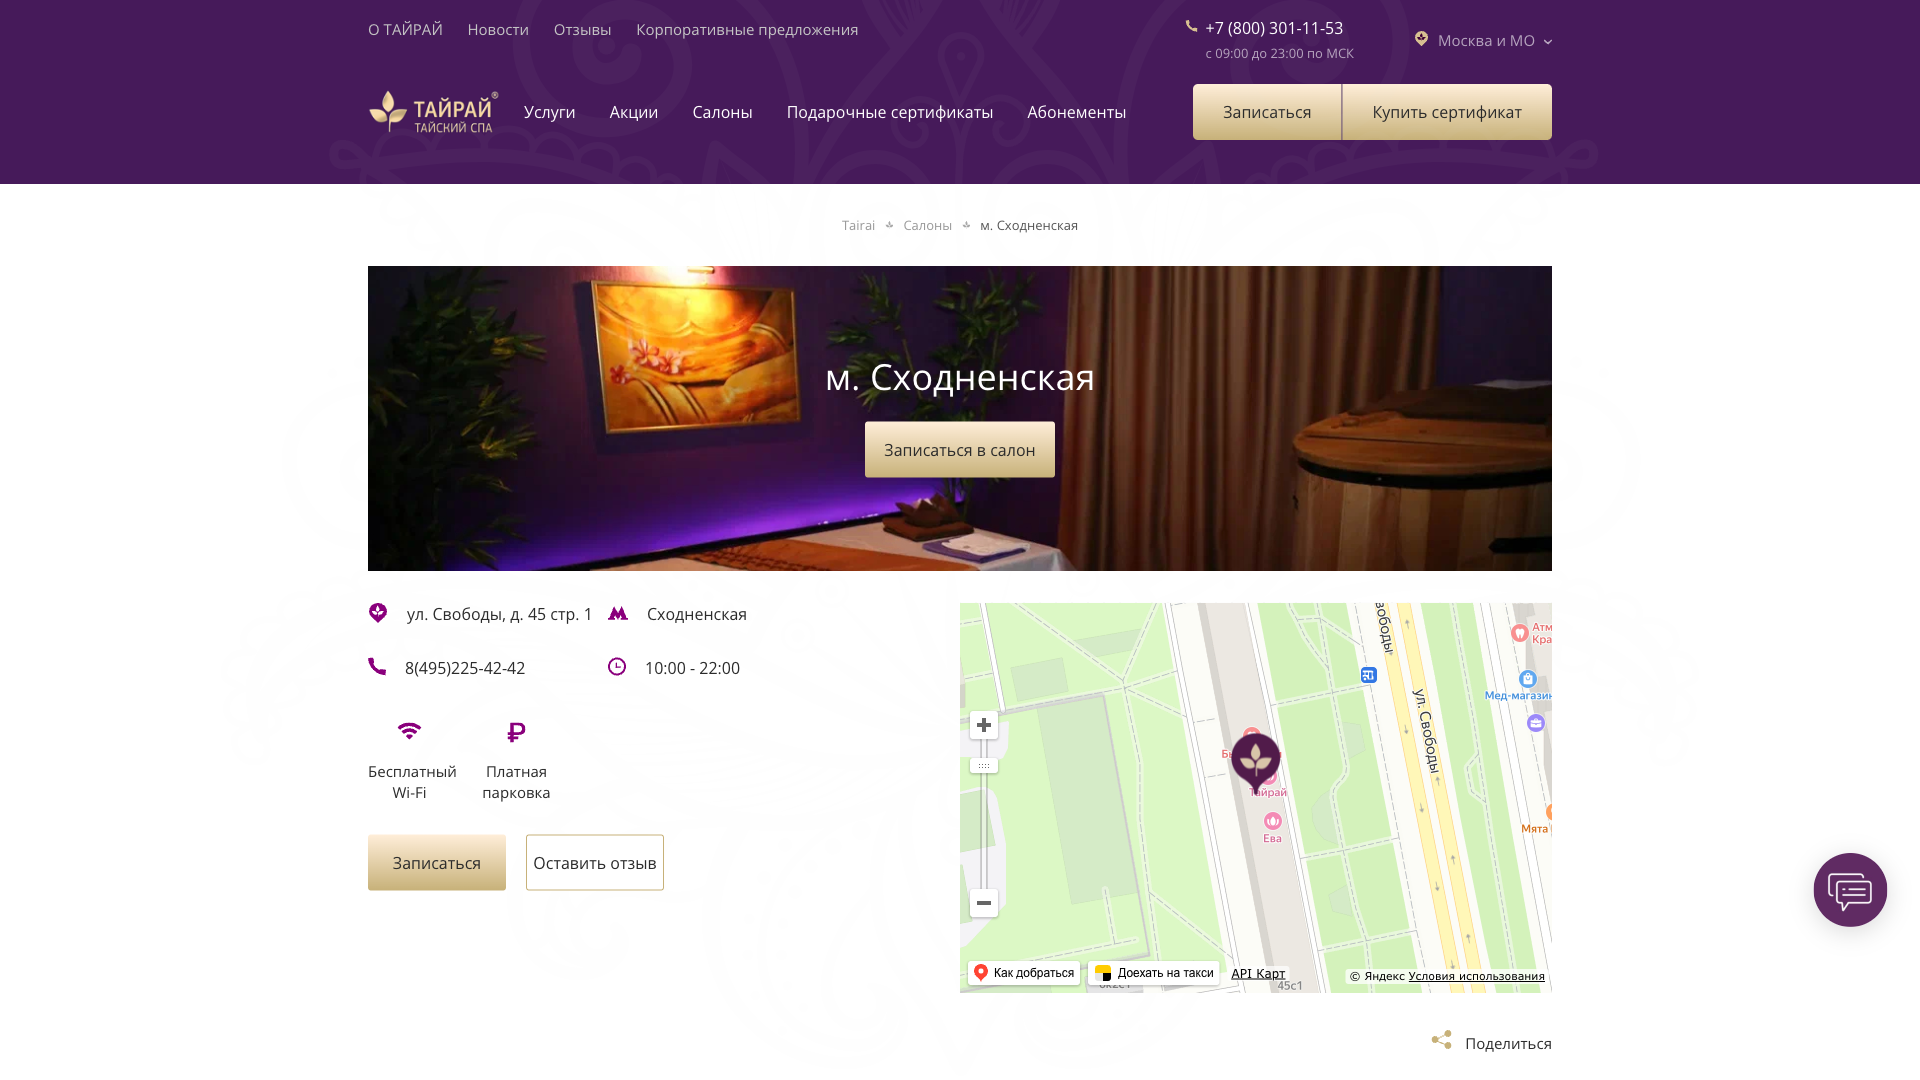 О ТАЙРАЙ
Новости
Отзывы
Корпоративные предложения
+7 (800) 301-11-53
с 09:00 до 23:00 по МСК
Москва и МО
ТАЙРАЙ®
ТАЙСКИЙ СПА
Услуги
Акции
Салоны
Подарочные сертификаты
Абонементы
Записаться
Купить сертификат
Tairai
Салоны
м. Сходненская
м. Сходненская
Записаться в салон
ул. Свободы, д. 45 стр. 1
Сходненская
8(495)225-42-42
10:00 - 22:00
Бесплатный
Wi-Fi
Платная
парковка
Записаться
Оставить отзыв
ул. Свободы
Мед-магазин
Тайрай
Ева
Мята
Как добраться
Доехать на такси
API Карт
45с1
© Яндекс Условия использования
Поделиться